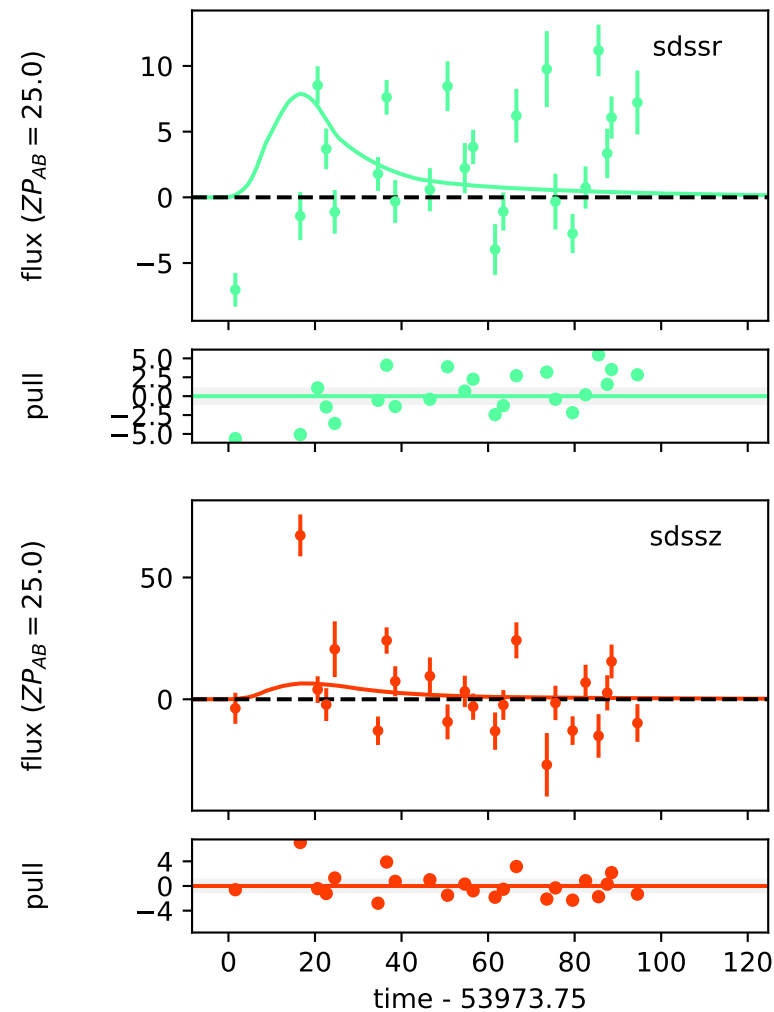 sdssr
flux (ZP_AB = 25.0)
10
5
0
−5
pull
5.0
2.5
0.0
−2.5
−5.0
sdssz
flux (ZP_AB = 25.0)
50
0
pull
4
0
−4
0 20 40 60 80 100 120
time - 53973.75